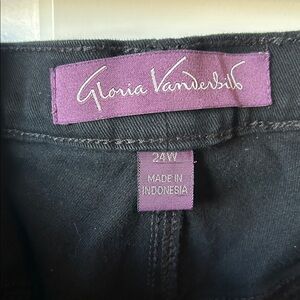 Gloria Vanderbilt
24W
MADE IN
INDONESIA